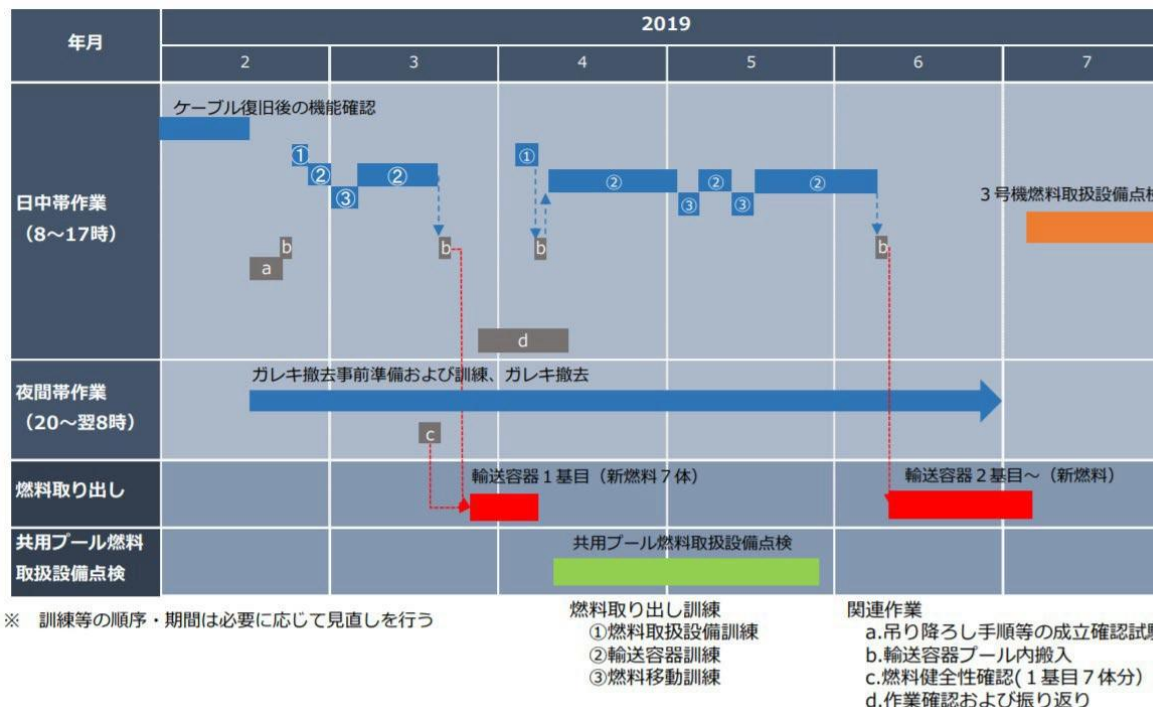 年月
2019
2 3 4 5 6 7
ケーブル復旧後の機能確認
① ①
② ② ② ② ②
③ ③ ③
日中帯作業
(8～17時)
3号機燃料取扱設備点検
b b b b
a
d
ガレキ撤去事前準備および訓練、ガレキ撤去
夜間帯作業
(20～翌8時)
c
燃料取り出し
輸送容器1基目(新燃料7体)
輸送容器2基目～(新燃料)
共用プール燃料
取扱設備点検
共用プール燃料取扱設備点検
※ 訓練等の順序・期間は必要に応じて見直しを行う
燃料取り出し訓練
①燃料取扱設備訓練
②輸送容器訓練
③燃料移動訓練
関連作業
a.吊り降ろし手順等の成立確認試験
b.輸送容器プール内搬入
c.燃料健全性確認(1基目7体分)
d.作業確認および振り返り